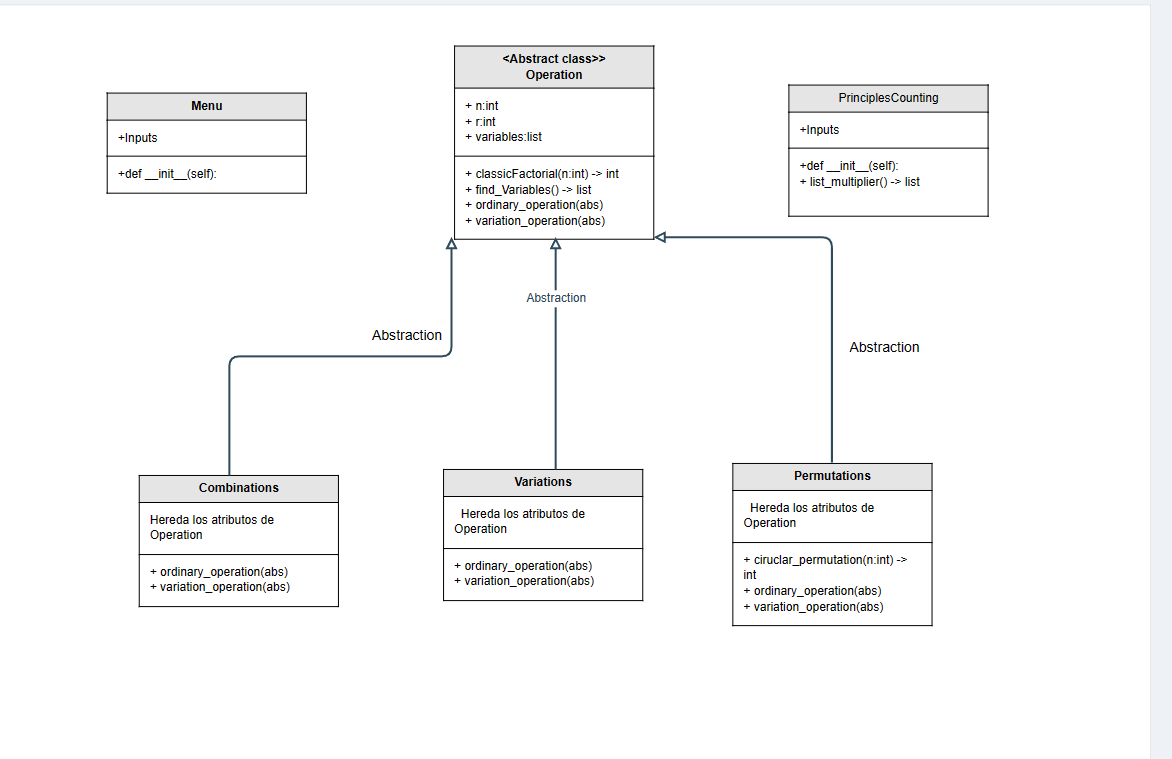 <Abstract class>>
Operation
+ n:int
+ r:int
+ variables:list
+ classicFactorial(n:int) -> int
+ find_Variables() -> list
+ ordinary_operation(abs)
+ variation_operation(abs)
Menu
+Inputs
+def __init__(self):
PrinciplesCounting
+Inputs
+def __init__(self):
+ list_multiplier() -> list
Abstraction
Abstraction
Abstraction
Combinations
Hereda los atributos de
Operation
+ ordinary_operation(abs)
+ variation_operation(abs)
Variations
Hereda los atributos de
Operation
+ ordinary_operation(abs)
+ variation_operation(abs)
Permutations
Hereda los atributos de
Operation
+ ciruclar_permutation(n:int) ->
int
+ ordinary_operation(abs)
+ variation_operation(abs)